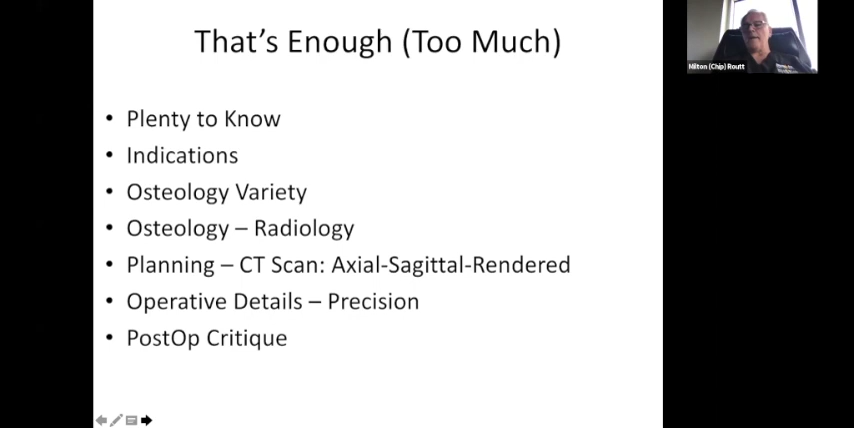 That's Enough (Too Much)
Milton (Chip) Routt
• Plenty to Know
• Indications
• Osteology Variety
• Osteology – Radiology
• Planning – CT Scan: Axial-Sagittal-Rendered
• Operative Details – Precision
• PostOp Critique